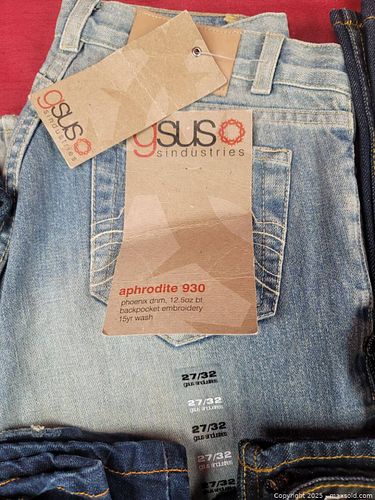 gsus
sindustries
gsus
sindustries
aphrodite 930
phoenix dnm, 12.5oz bt
backpocket embroidery
15yr wash
27/32
gsus sindustries
27/32
gsus sindustries
27/32
gsus sindustries
27/32
gsus sindustries
27/32
Copyright 2025 - maxsold.com